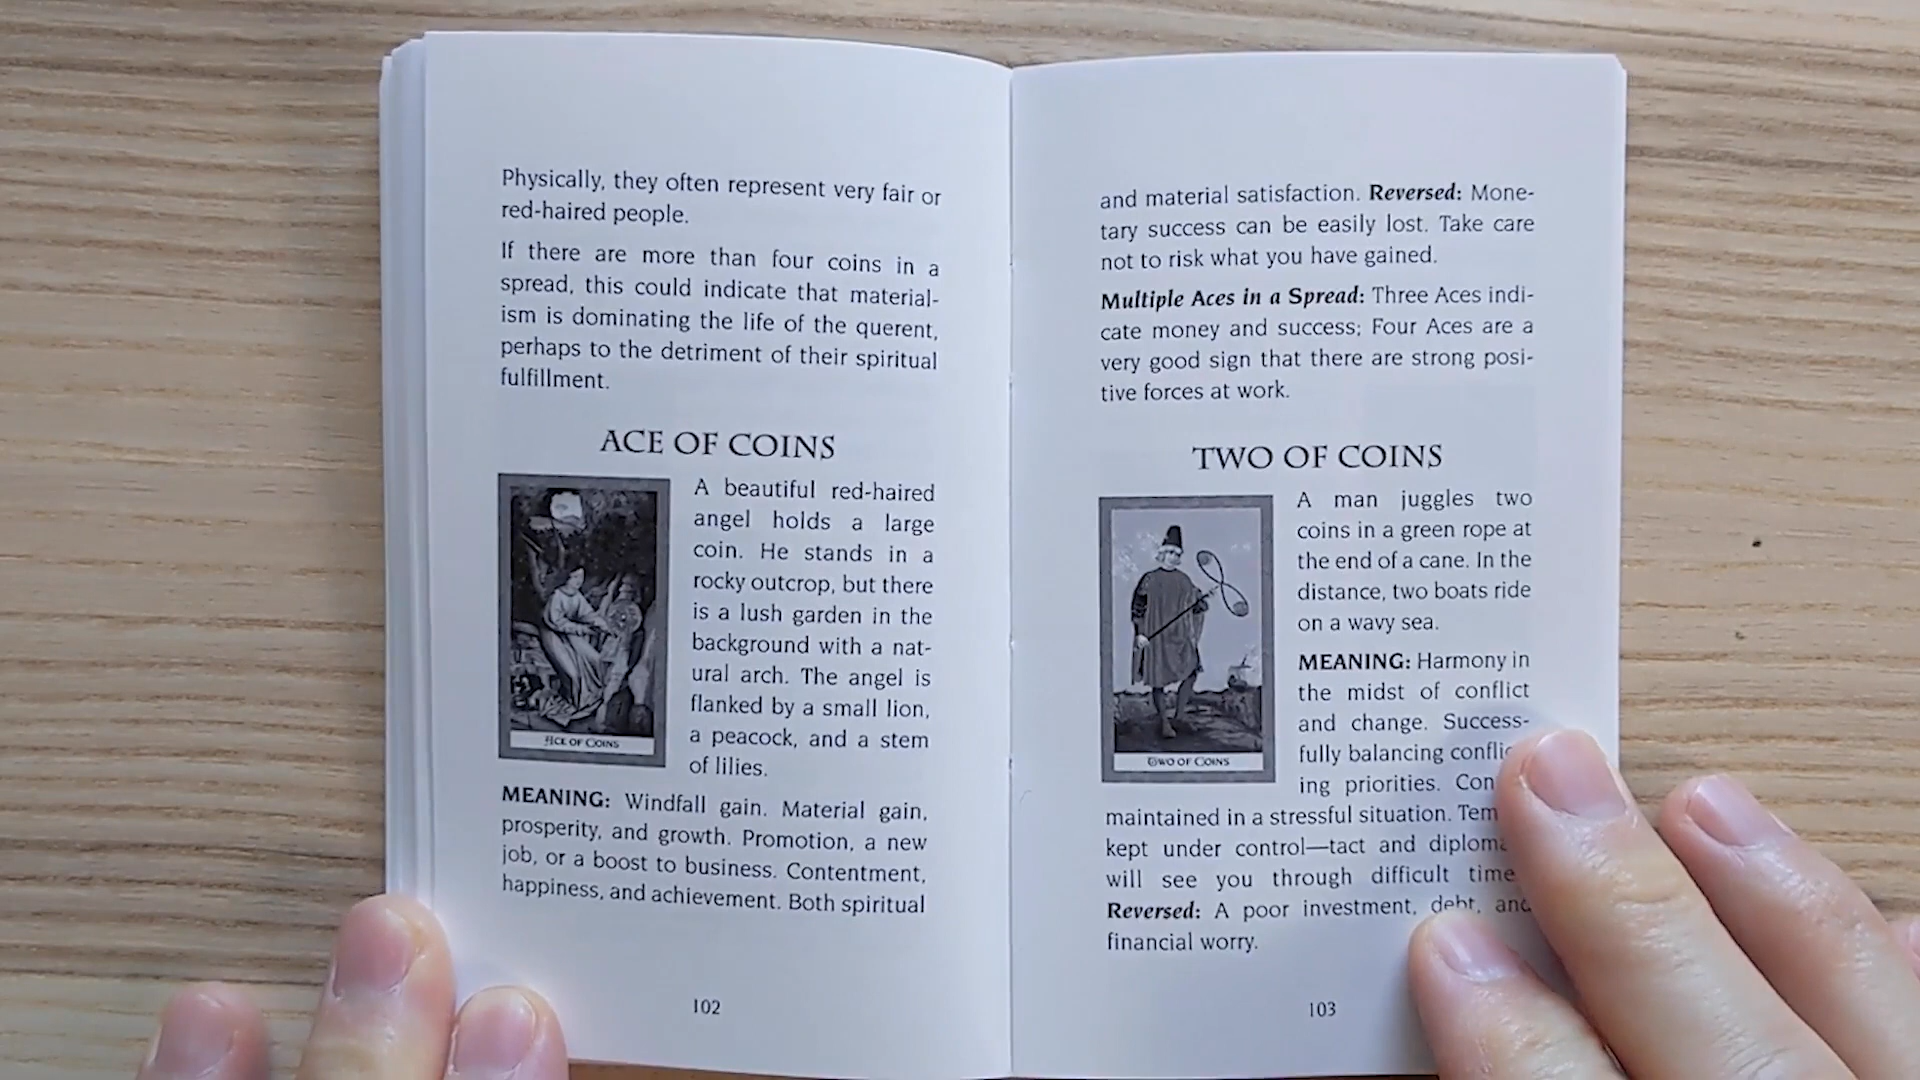 Physically, they often represent very fair or
red-haired people.
If there are more than four coins in a
spread, this could indicate that material-
ism is dominating the life of the querent,
perhaps to the detriment of their spiritual
fulfillment.
ACE OF COINS
A beautiful red-haired
angel holds a large
coin. He stands in a
rocky outcrop, but there
is a lush garden in the
background with a nat-
ural arch. The angel is
flanked by a small lion,
a peacock, and a stem
of lilies.
ACE OF COINS
MEANING: Windfall gain. Material gain,
prosperity, and growth. Promotion, a new
job, or a boost to business. Contentment,
happiness, and achievement. Both spiritual
102
and material satisfaction. Reversed: Mone-
tary success can be easily lost. Take care
not to risk what you have gained.
Multiple Aces in a Spread: Three Aces indi-
cate money and success; Four Aces are a
very good sign that there are strong posi-
tive forces at work.
TWO OF COINS
A man juggles two
coins in a green rope at
the end of a cane. In the
distance, two boats ride
on a wavy sea.
MEANING: Harmony in
the midst of conflict
and change. Success-
fully balancing
ing priorities.
TWO OF COINS
maintained in a stressful situation.
kept under control—tact and
will see you through difficult
Reversed: A poor investment, debt, and
financial worry.
103